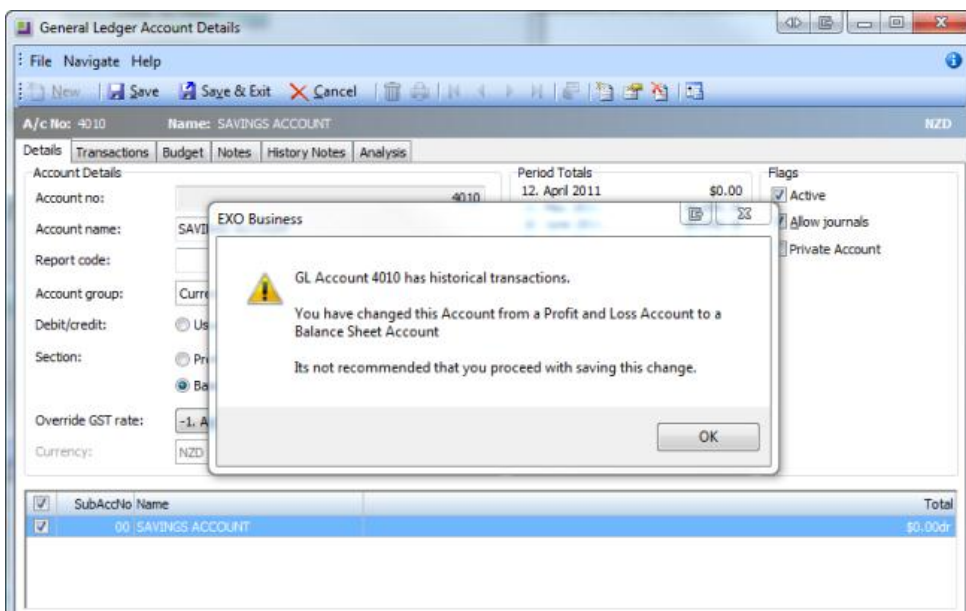 General Ledger Account Details
File Navigate Help
New Save Save & Exit Cancel
A/c No: 4010 Name: SAVINGS ACCOUNT NZD
Details Transactions Budget Notes History Notes Analysis
Account Details Period Totals Flags
Account no: 4010 12. April 2011 $0.00 Active
Account name: SAVI Allow journals
Report code: Private Account
Account group: Curre
Debit/credit: Us
Section: Pr
Ba
Override GST rate: -1. A
Currency: NZD
EXO Business
GL Account 4010 has historical transactions.
You have changed this Account from a Profit and Loss Account to a
Balance Sheet Account
Its not recommended that you proceed with saving this change.
OK
SubAccNo Name Total
00 SAVINGS ACCOUNT $0.00dr